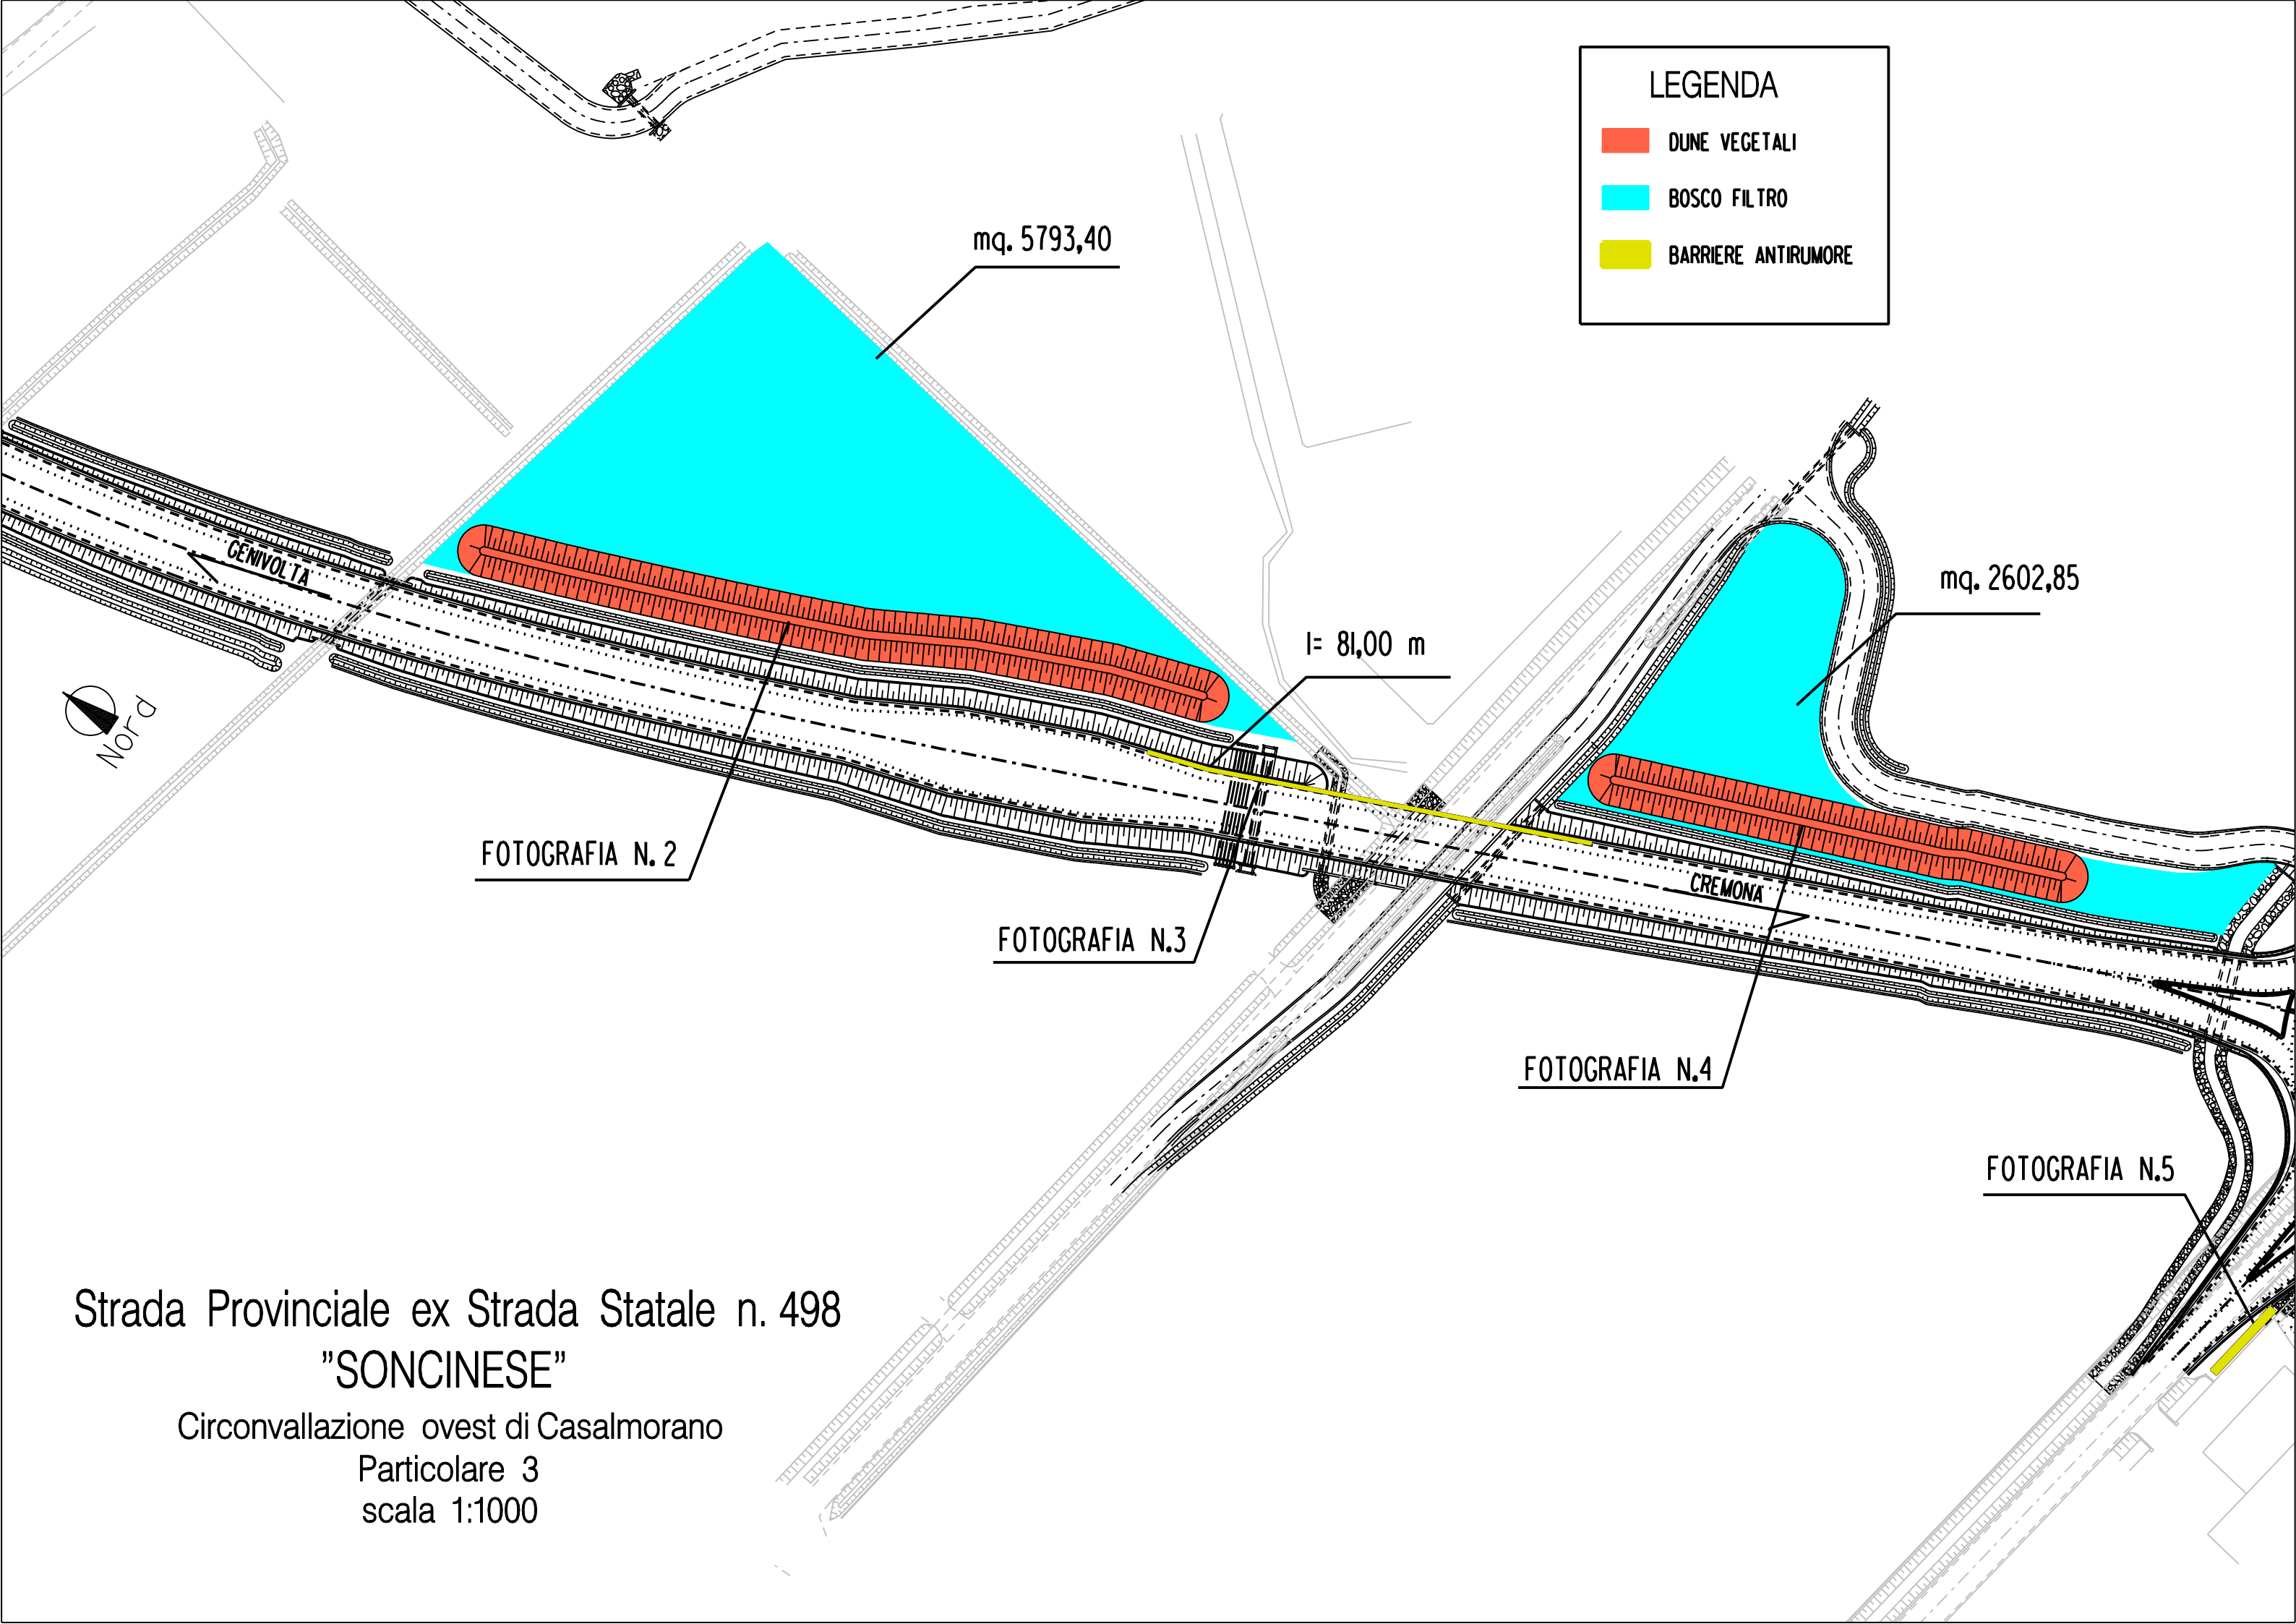 LEGENDA
DUNE VEGETALI
BOSCO FILTRO
BARRIERE ANTIRUMORE
mq. 5793,40
mq. 2602,85
l= 81,00 m
GENIVOLTA
CREMONA
Nord
FOTOGRAFIA N. 2
FOTOGRAFIA N.3
FOTOGRAFIA N.4
FOTOGRAFIA N.5
Strada Provinciale ex Strada Statale n. 498
"SONCINESE"
Circonvallazione ovest di Casalmorano
Particolare 3
scala 1:1000